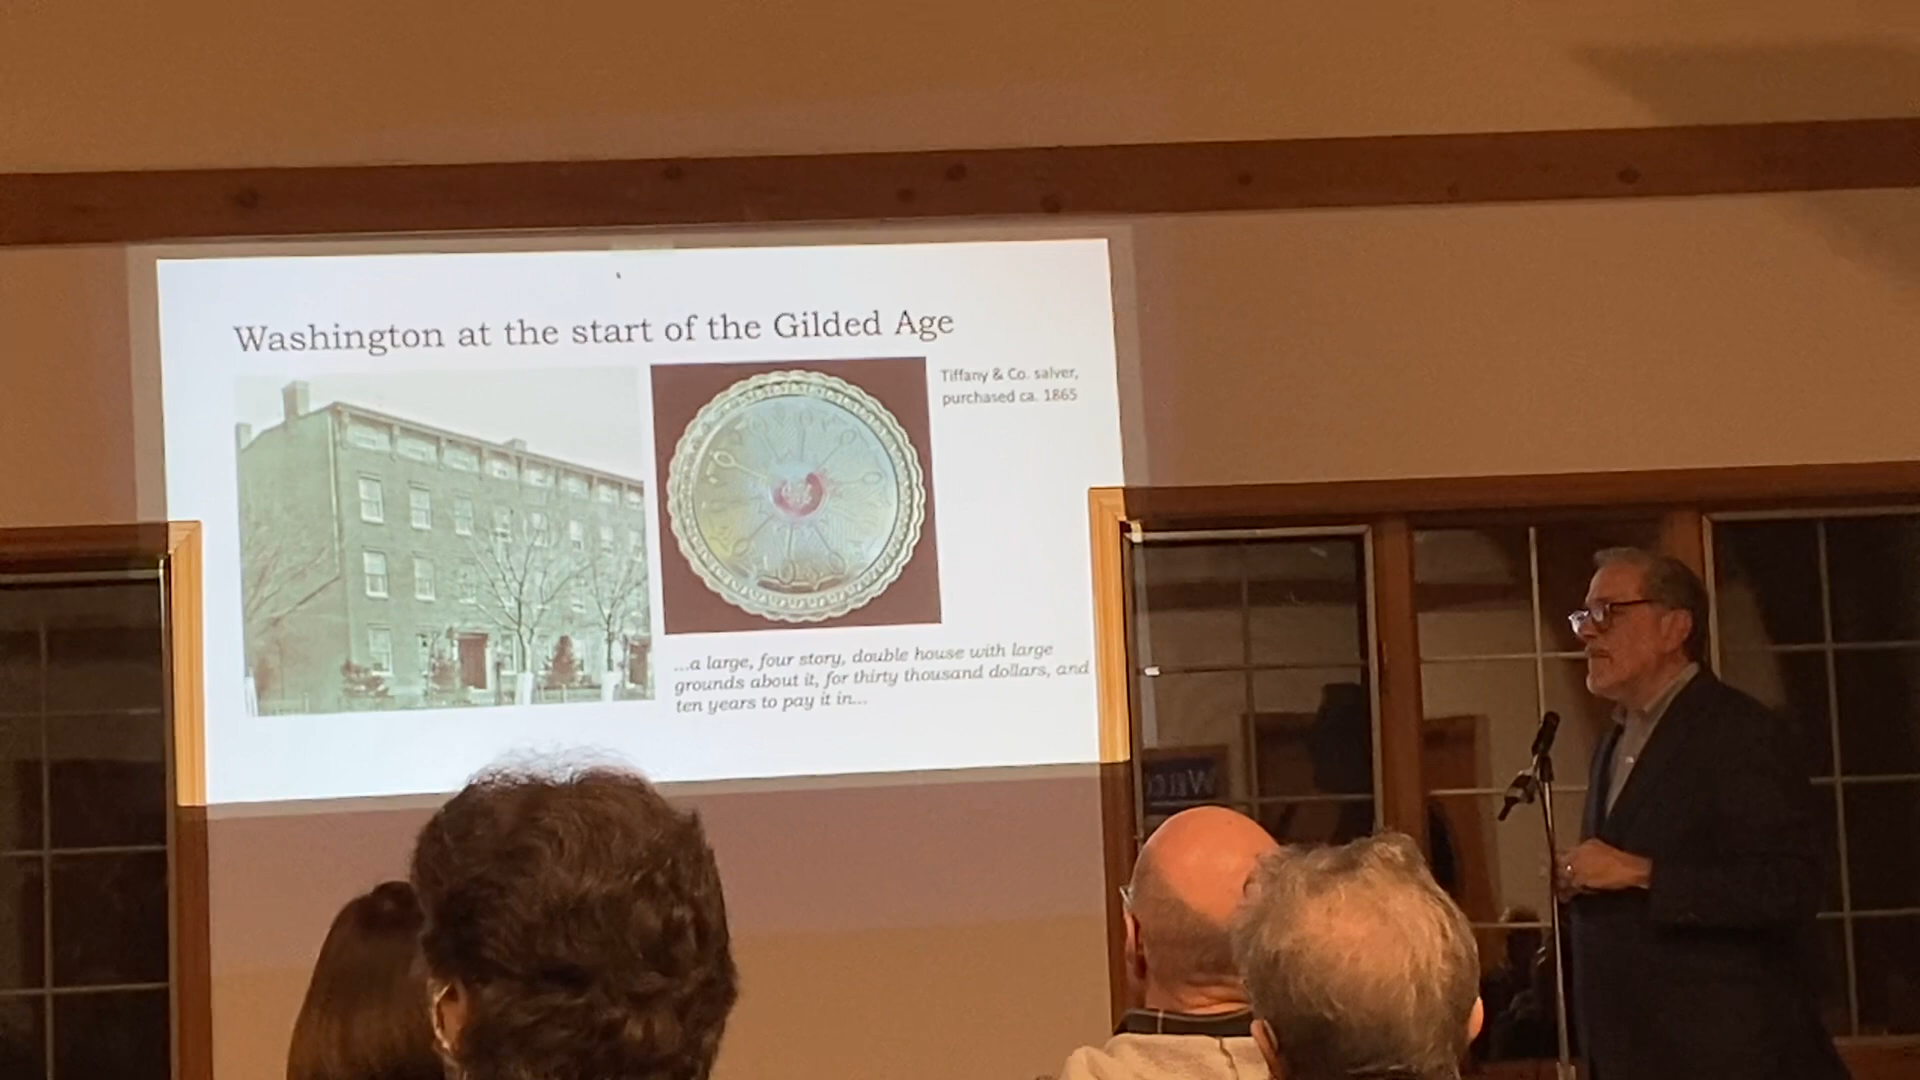 Washington at the start of the Gilded Age
Tiffany & Co. salver,
purchased ca. 1865
...a large, four story, double house with large
grounds about it, for thirty thousand dollars, and
ten years to pay it in...